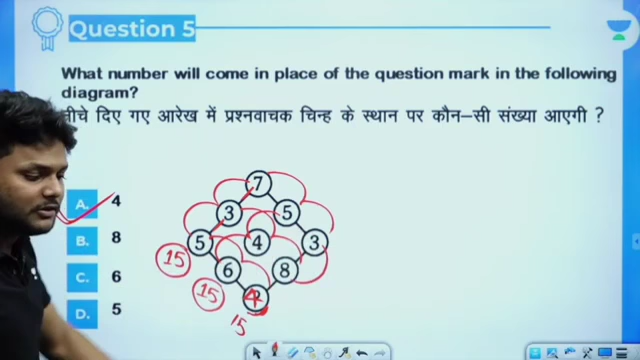 Question 5
What number will come in place of the question mark in the following
diagram?
नीचे दिए गए आरेख में प्रश्नवाचक चिन्ह के स्थान पर कौन-सी संख्या आएगी ?
A. 4
B. 8
C. 6
D. 5
7
3 5
5 4 3
6 8
4
15
15
15